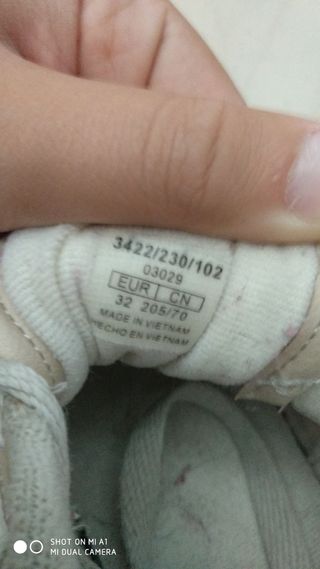 3422/230/102
03029
EUR CN
32 205/70
MADE IN VIETNAM
HECHO EN VIETNAM
SHOT ON MI A1
MI DUAL CAMERA